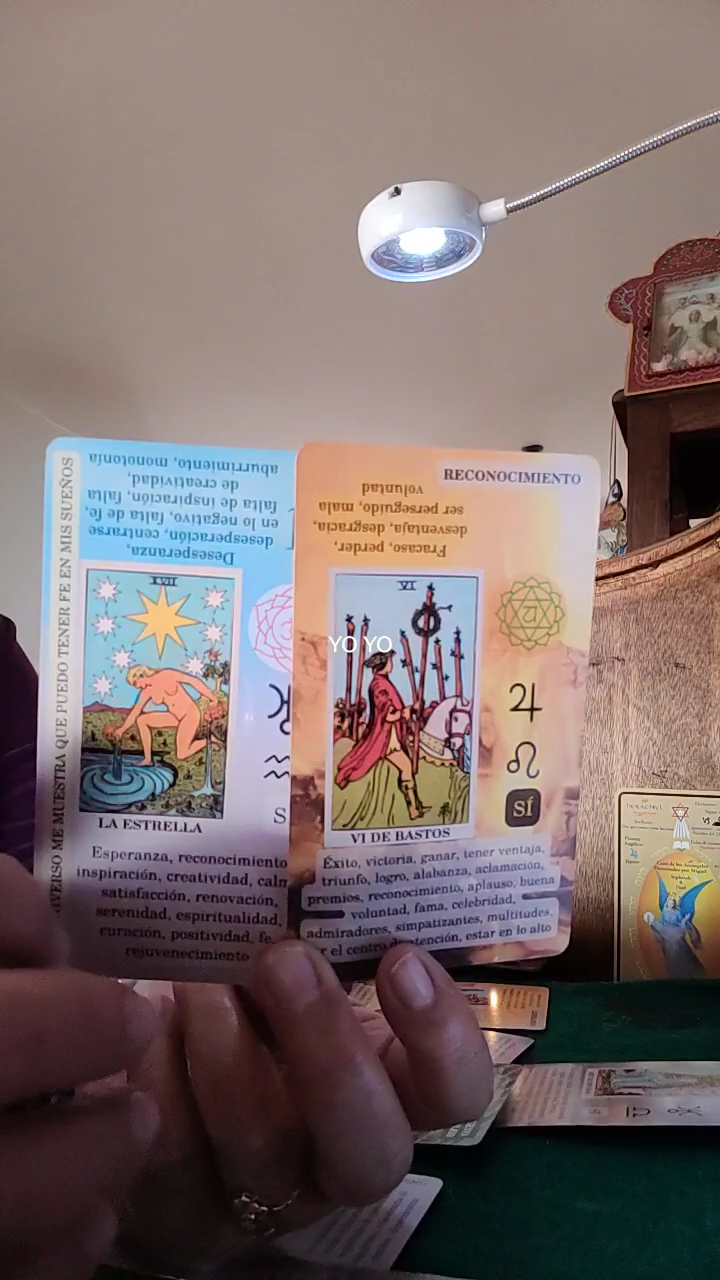 UNIVERSO ME MUESTRA QUE PUEDO TENER FE EN MIS SUEÑOS
Desesperanza,
desesperación, centrarse
en lo negativo, falta de fe,
falta de inspiración, falta
de creatividad,
aburrimiento, monotonía
XVII
LA ESTRELLA
S
Esperanza, reconocimiento
inspiración, creatividad, calm
satisfacción, renovación,
serenidad, espiritualidad,
curación, positividad, fe,
rejuvenecimiento
RECONOCIMIENTO
Fracaso, perder,
desventaja, desgracia,
ser perseguido, mala
voluntad
VI
YO YO
SÍ
VI DE BASTOS
Éxito, victoria, ganar, tener ventaja,
triunfo, logro, alabanza, aclamación,
premios, reconocimiento, aplauso, buena
voluntad, fama, celebridad,
admiradores, simpatizantes, multitudes.
r el centro de atención, estar en lo alto